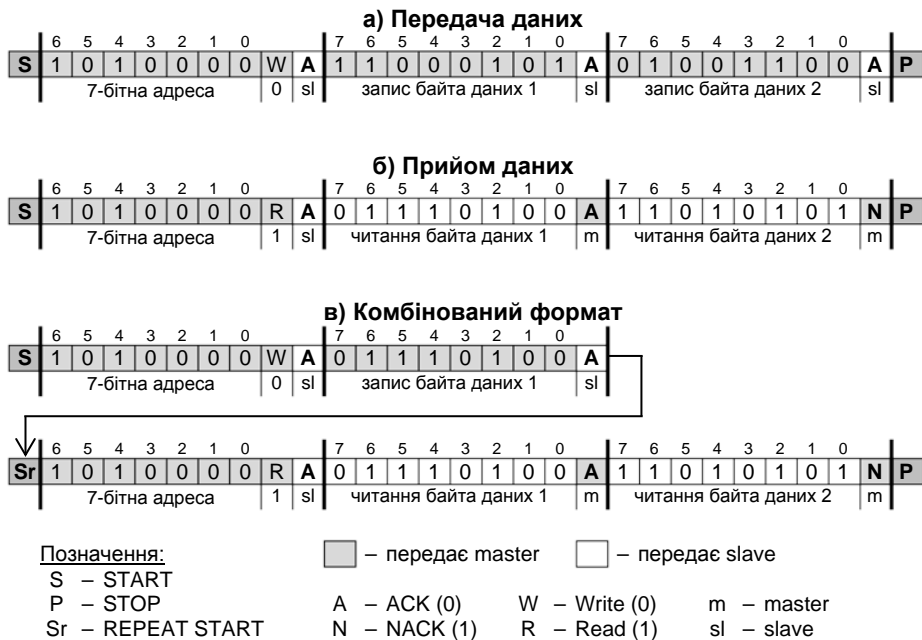 а) Передача даних
6 5 4 3 2 1 0 7 6 5 4 3 2 1 0 7 6 5 4 3 2 1 0
S 1 0 1 0 0 0 0 W A 1 1 0 0 0 1 0 1 A 0 1 0 0 1 1 0 0 A P
7-бітна адреса 0 sl запис байта даних 1 sl запис байта даних 2 sl
б) Прийом даних
6 5 4 3 2 1 0 7 6 5 4 3 2 1 0 7 6 5 4 3 2 1 0
S 1 0 1 0 0 0 0 R A 0 1 1 1 0 1 0 0 A 1 1 0 1 0 1 0 1 N P
7-бітна адреса 1 sl читання байта даних 1 m читання байта даних 2 m
в) Комбінований формат
6 5 4 3 2 1 0 7 6 5 4 3 2 1 0
S 1 0 1 0 0 0 0 W A 0 1 1 1 0 1 0 0 A
7-бітна адреса 0 sl запис байта даних 1 sl
6 5 4 3 2 1 0 7 6 5 4 3 2 1 0 7 6 5 4 3 2 1 0
Sr 1 0 1 0 0 0 0 R A 0 1 1 1 0 1 0 0 A 1 1 0 1 0 1 0 1 N P
7-бітна адреса 1 sl читання байта даних 1 m читання байта даних 2 m
Позначення: – передає master – передає slave
S – START
P – STOP A – ACK (0) W – Write (0) m – master
Sr – REPEAT START N – NACK (1) R – Read (1) sl – slave